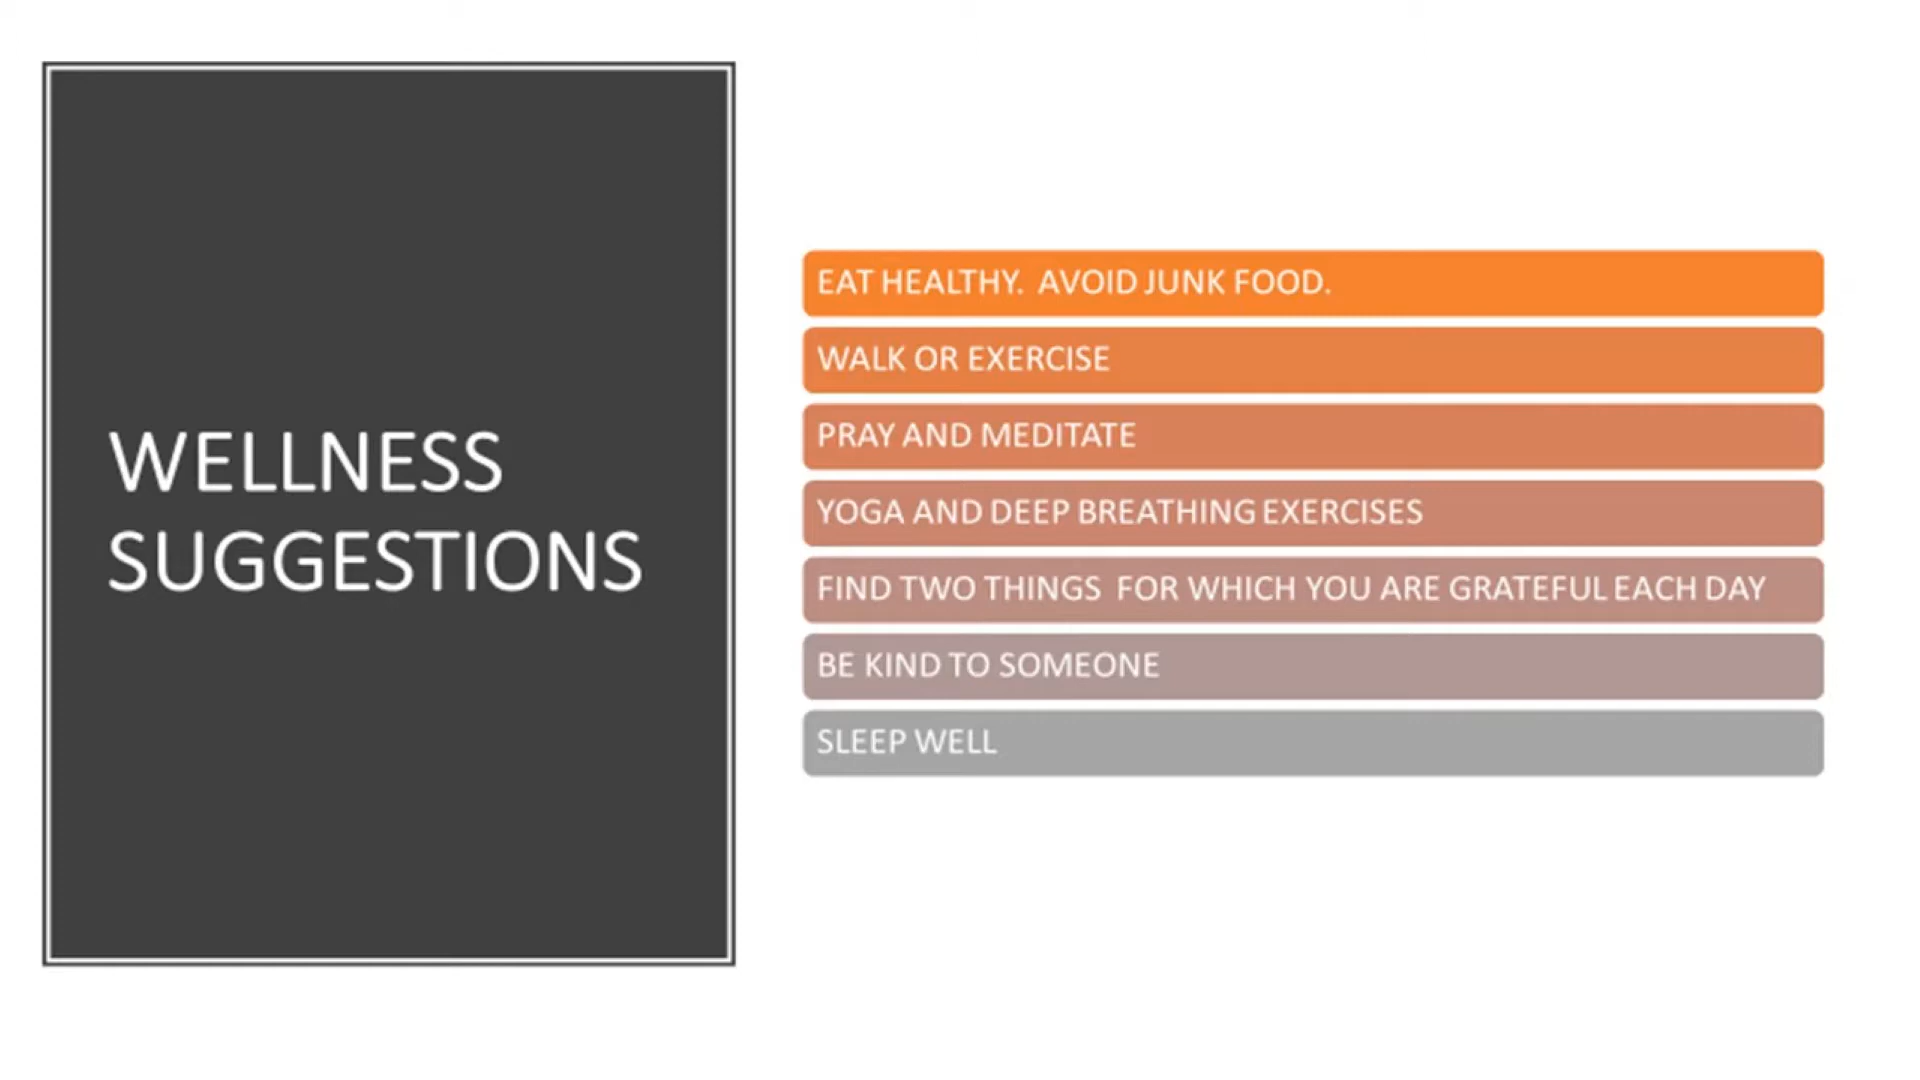 WELLNESS
SUGGESTIONS
EAT HEALTHY.  AVOID JUNK FOOD.
WALK OR EXERCISE
PRAY AND MEDITATE
YOGA AND DEEP BREATHING EXERCISES
FIND TWO THINGS  FOR WHICH YOU ARE GRATEFUL EACH DAY
BE KIND TO SOMEONE
SLEEP WELL